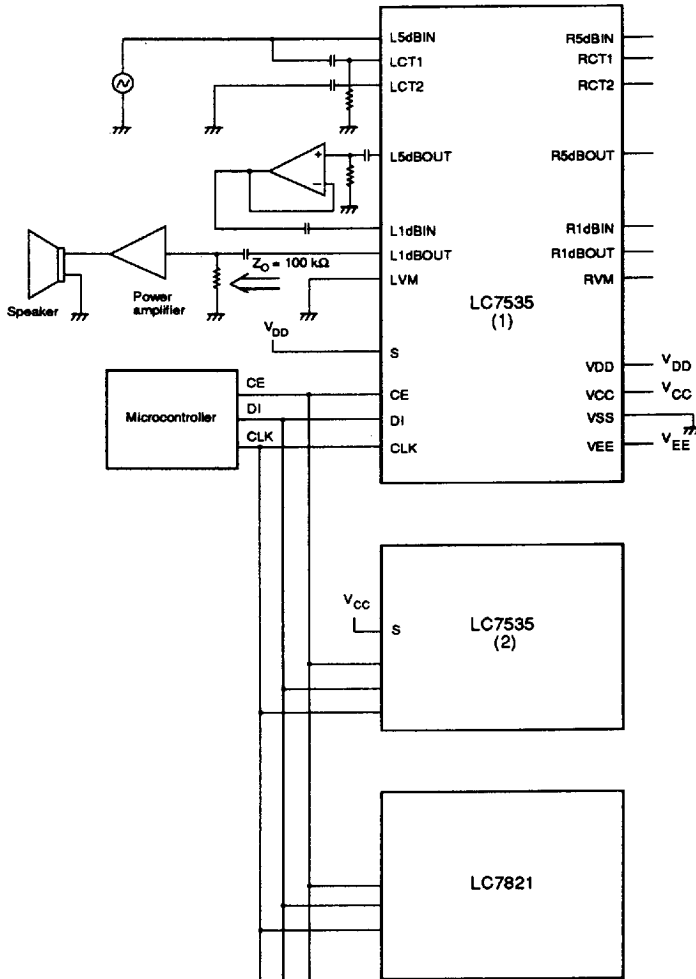 L5dBIN
LCT1
LCT2
L5dBOUT
L1dBIN
L1dBOUT
LVM
S
CE
DI
CLK
R5dBIN
RCT1
RCT2
R5dBOUT
R1dBIN
R1dBOUT
RVM
VDD
VCC
VSS
VEE
LC7535
(1)
VDD
VCC
VEE
+
−
ZO = 100 kΩ
Speaker
Power
amplifier
VDD
Microcontroller
CE
DI
CLK
VCC
S
LC7535
(2)
LC7821